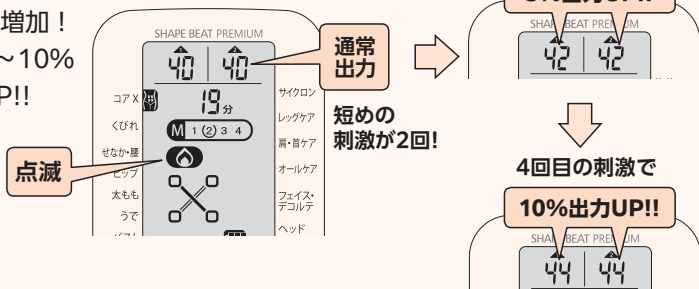 増加！
～10%
P!!
SHAPE BEAT PREMIUM
40 40
通常
出力
コアX
19分
サイクロン
くびれ
M 1 2 3 4
レッグケア
せなか・腰
肩・首ケア
ヒップ
オールケア
太もも
フェイス・
デコルテ
うで
ヘッド
点滅
短めの
刺激が2回!
SHAPE BEAT PREMIUM
42 42
4回目の刺激で
10%出力UP!!
SHAPE BEAT PREMIUM
44 44